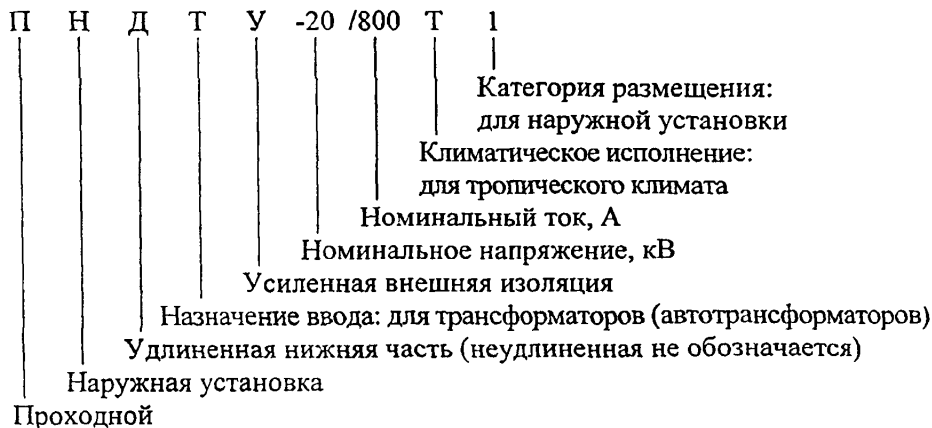 П Н Д Т У -20 /800 Т 1
Категория размещения:
для наружной установки
Климатическое исполнение:
для тропического климата
Номинальный ток, А
Номинальное напряжение, кВ
Усиленная внешняя изоляция
Назначение ввода: для трансформаторов (автотрансформаторов)
Удлиненная нижняя часть (неудлиненная не обозначается)
Наружная установка
Проходной